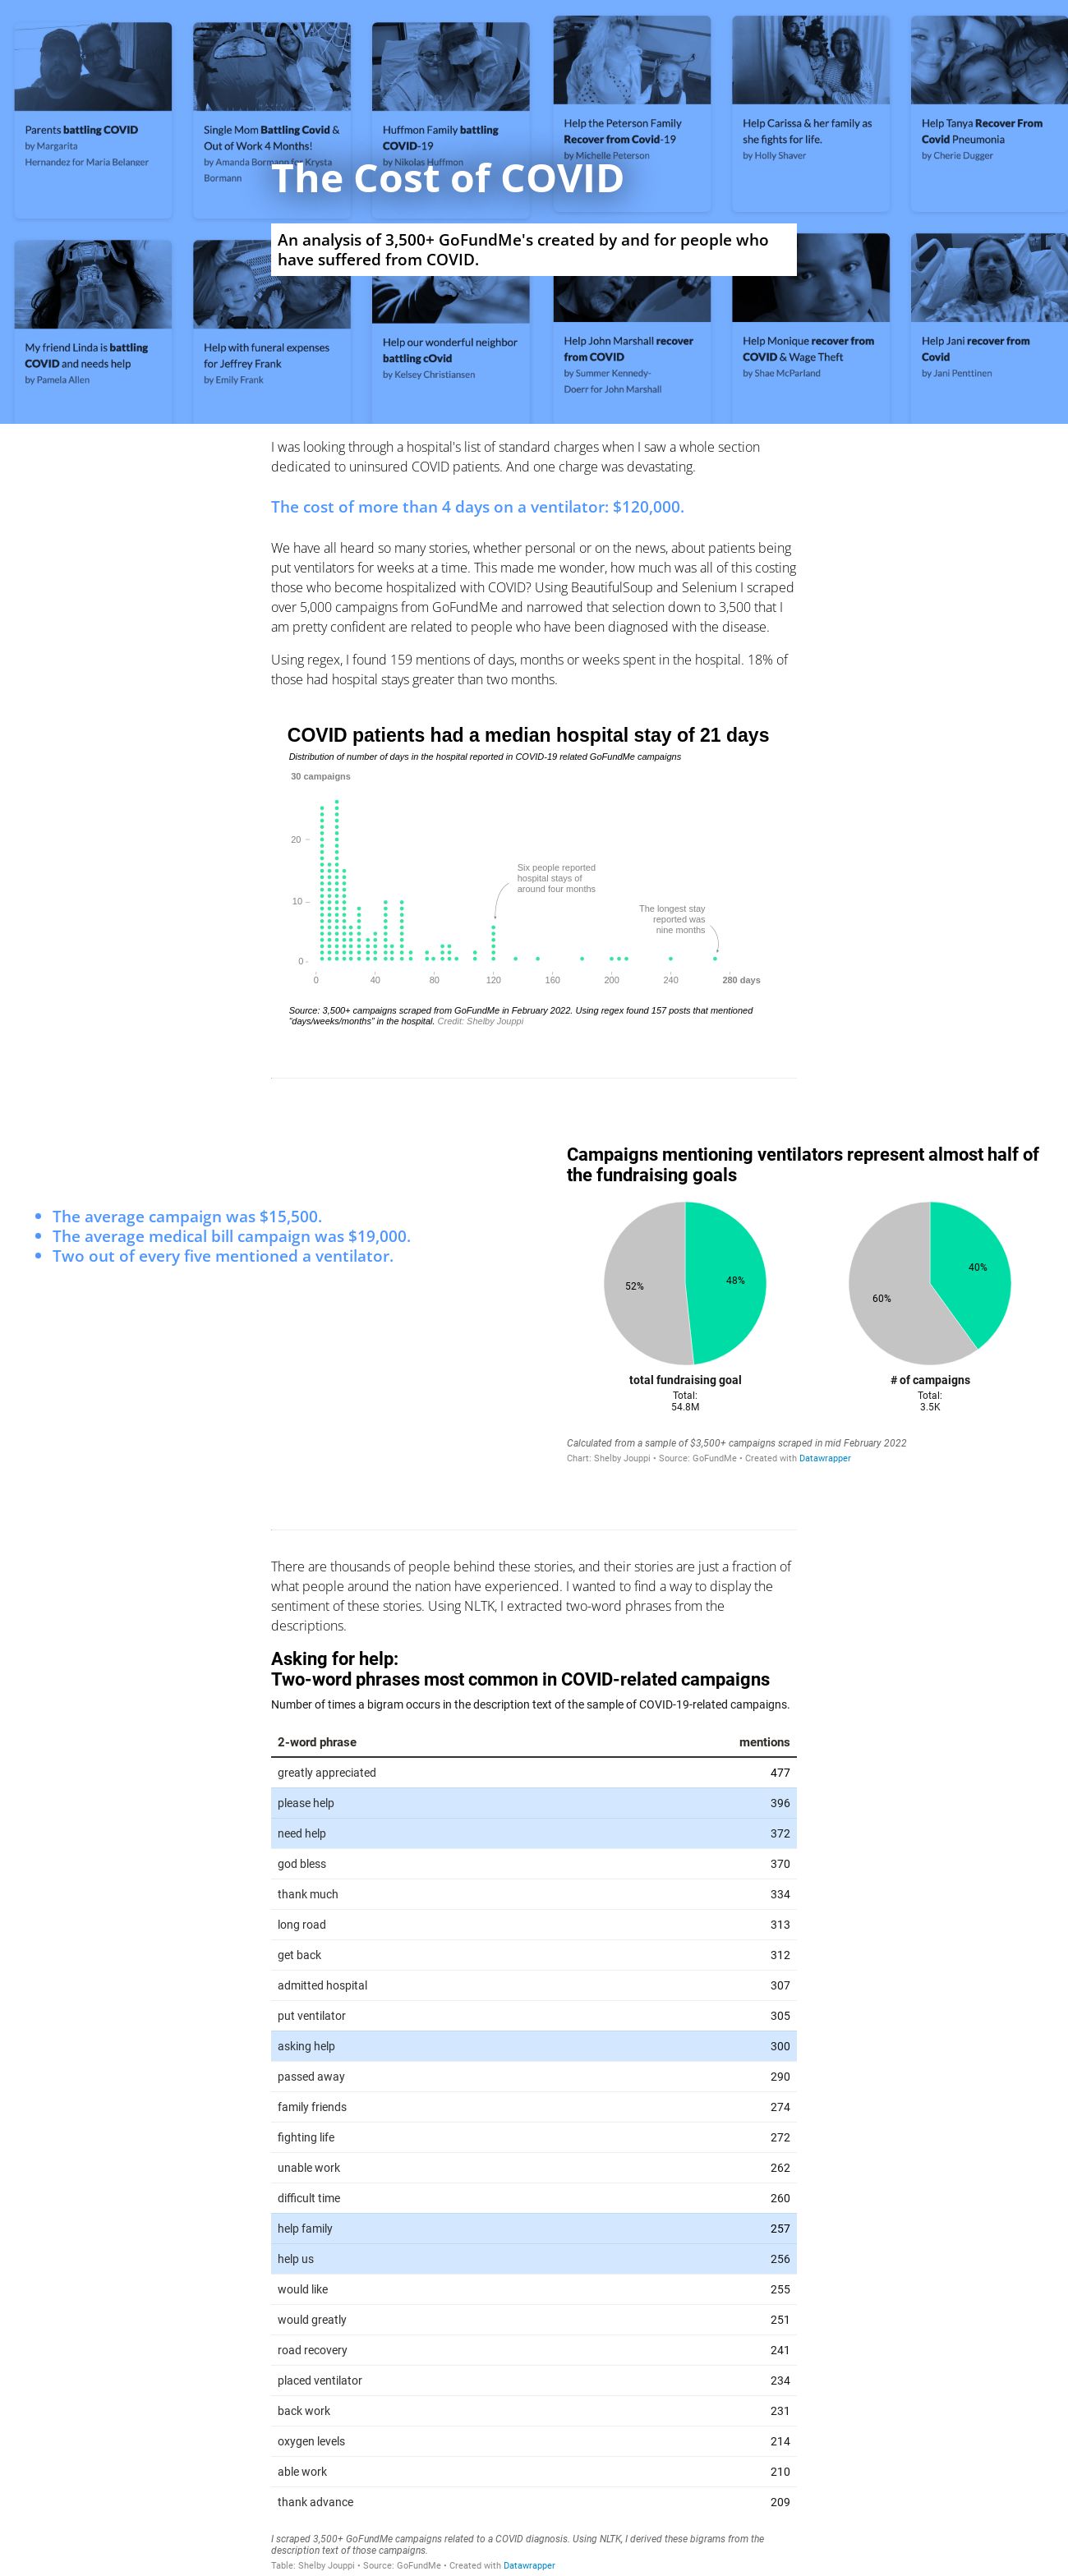 Parents battling COVID
by Margarita
Hernandez for Maria Belanger
Single Mom Battling Covid &
Out of Work 4 Months!
by Amanda Bormann for Krysta
Bormann
Huffmon Family battling
COVID-19
by Nikolas Huffmon
Help the Peterson Family
Recover from Covid-19
by Michelle Peterson
Help Carissa & her family as
she fights for life.
by Holly Shaver
Help Tanya Recover From
Covid Pneumonia
by Cherie Dugger
The Cost of COVID
An analysis of 3,500+ GoFundMe's created by and for people who
have suffered from COVID.
My friend Linda is battling
COVID and needs help
by Pamela Allen
Help with funeral expenses
for Jeffrey Frank
by Emily Frank
Help our wonderful neighbor
battling cOvid
by Kelsey Christiansen
Help John Marshall recover
from COVID
by Summer Kennedy-
Doerr for John Marshall
Help Monique recover from
COVID & Wage Theft
by Shae McParland
Help Jani recover from
Covid
by Jani Penttinen
I was looking through a hospital's list of standard charges when I saw a whole section
dedicated to uninsured COVID patients. And one charge was devastating.
The cost of more than 4 days on a ventilator: $120,000.
We have all heard so many stories, whether personal or on the news, about patients being
put ventilators for weeks at a time. This made me wonder, how much was all of this costing
those who become hospitalized with COVID? Using BeautifulSoup and Selenium I scraped
over 5,000 campaigns from GoFundMe and narrowed that selection down to 3,500 that I
am pretty confident are related to people who have been diagnosed with the disease.
Using regex, I found 159 mentions of days, months or weeks spent in the hospital. 18% of
those had hospital stays greater than two months.
COVID patients had a median hospital stay of 21 days
Distribution of number of days in the hospital reported in COVID-19 related GoFundMe campaigns
30 campaigns
20
10
0
Six people reported
hospital stays of
around four months
The longest stay
reported was
nine months
0 40 80 120 160 200 240 280 days
Source: 3,500+ campaigns scraped from GoFundMe in February 2022. Using regex found 157 posts that mentioned
"days/weeks/months" in the hospital. Credit: Shelby Jouppi
The average campaign was $15,500.
The average medical bill campaign was $19,000.
Two out of every five mentioned a ventilator.
Campaigns mentioning ventilators represent almost half of
the fundraising goals
52% 48%
60% 40%
total fundraising goal
Total:
54.8M
# of campaigns
Total:
3.5K
Calculated from a sample of $3,500+ campaigns scraped in mid February 2022
Chart: Shelby Jouppi • Source: GoFundMe • Created with Datawrapper
There are thousands of people behind these stories, and their stories are just a fraction of
what people around the nation have experienced. I wanted to find a way to display the
sentiment of these stories. Using NLTK, I extracted two-word phrases from the
descriptions.
Asking for help:
Two-word phrases most common in COVID-related campaigns
Number of times a bigram occurs in the description text of the sample of COVID-19-related campaigns.
2-word phrase mentions
greatly appreciated 477
please help 396
need help 372
god bless 370
thank much 334
long road 313
get back 312
admitted hospital 307
put ventilator 305
asking help 300
passed away 290
family friends 274
fighting life 272
unable work 262
difficult time 260
help family 257
help us 256
would like 255
would greatly 251
road recovery 241
placed ventilator 234
back work 231
oxygen levels 214
able work 210
thank advance 209
I scraped 3,500+ GoFundMe campaigns related to a COVID diagnosis. Using NLTK, I derived these bigrams from the
description text of those campaigns.
Table: Shelby Jouppi • Source: GoFundMe • Created with Datawrapper